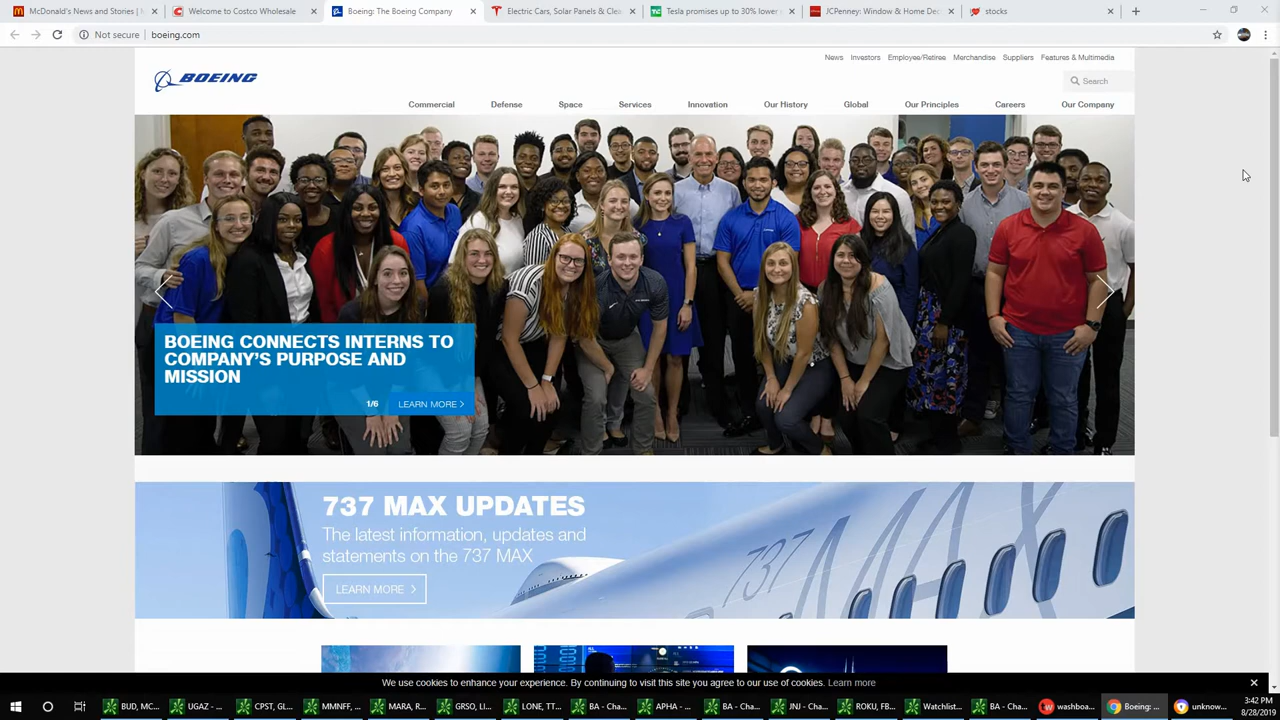 McDonald's News and Stories |
Welcome to Costco Wholesale
Boeing: The Boeing Company
Electric Cars, Solar Panels & Cle
Tesla promises up to 30% lower
JCPenney: Window & Home De
stocks
Not secure | boeing.com
News Investors Employee/Retiree Merchandise Suppliers Features & Multimedia
BOEING
Search
Commercial Defense Space Services Innovation Our History Global Our Principles Careers Our Company
BOEING CONNECTS INTERNS TO
COMPANY'S PURPOSE AND
MISSION
1/6 LEARN MORE
737 MAX UPDATES
The latest information, updates and
statements on the 737 MAX
LEARN MORE
737 MAX
We use cookies to enhance your experience. By continuing to visit this site you agree to our use of cookies. Learn more
BUD, MC...
UGAZ - C...
CPST, GL...
MMNFF, ...
MARA, R...
GRSO, LI...
LONE, TT...
BA - Cha...
APHA - ...
BA - Cha...
JNJ - Cha...
ROKU, FB...
Watchlist...
BA - Cha...
washboa...
Boeing: ...
unknow...
3:42 PM
8/28/2019